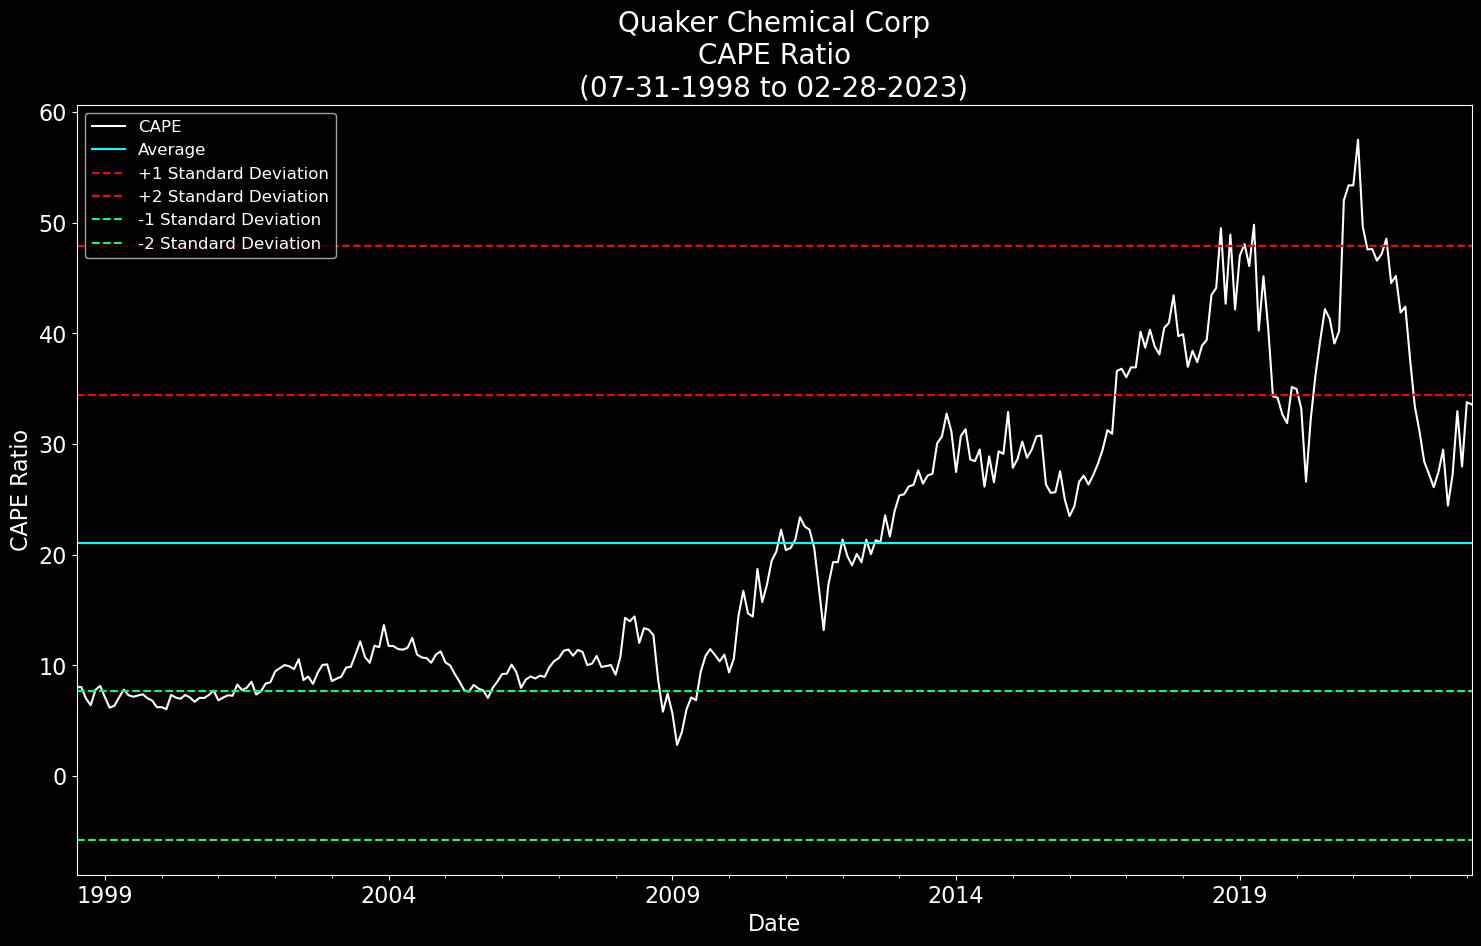 Quaker Chemical Corp
CAPE Ratio
(07-31-1998 to 02-28-2023)
CAPE
Average
+1 Standard Deviation
+2 Standard Deviation
-1 Standard Deviation
-2 Standard Deviation
60
50
40
30
20
10
0
CAPE Ratio
1999 2004 2009 2014 2019
Date